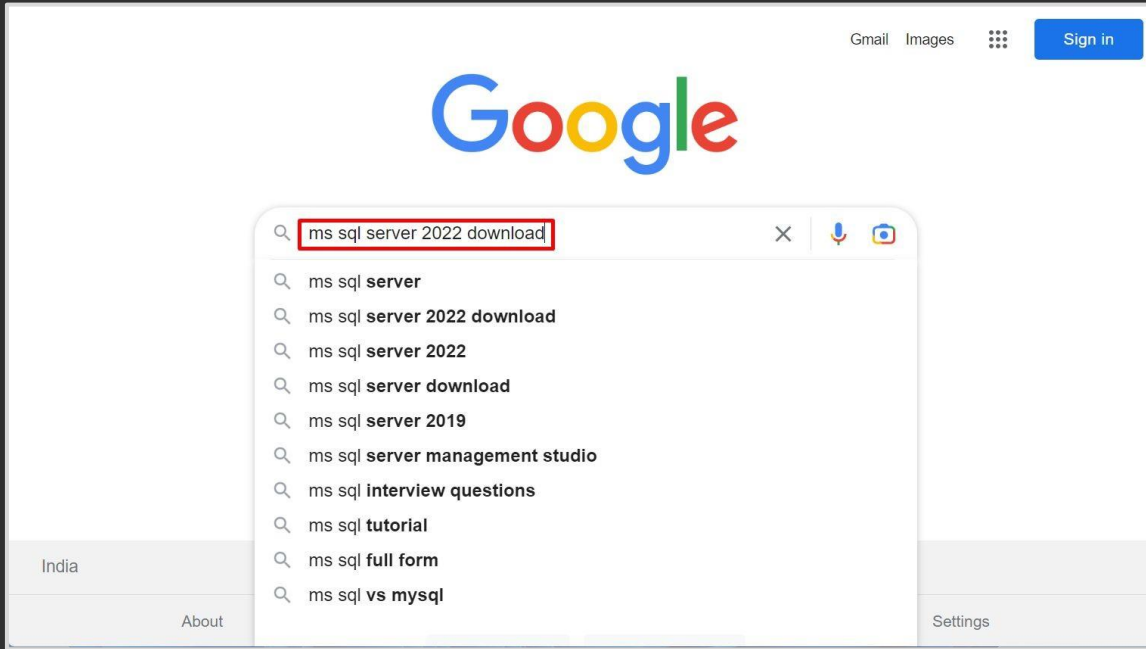 Gmail Images Sign in
Google
ms sql server 2022 download
ms sql server
ms sql server 2022 download
ms sql server 2022
ms sql server download
ms sql server 2019
ms sql server management studio
ms sql interview questions
ms sql tutorial
ms sql full form
ms sql vs mysql
India
About Settings